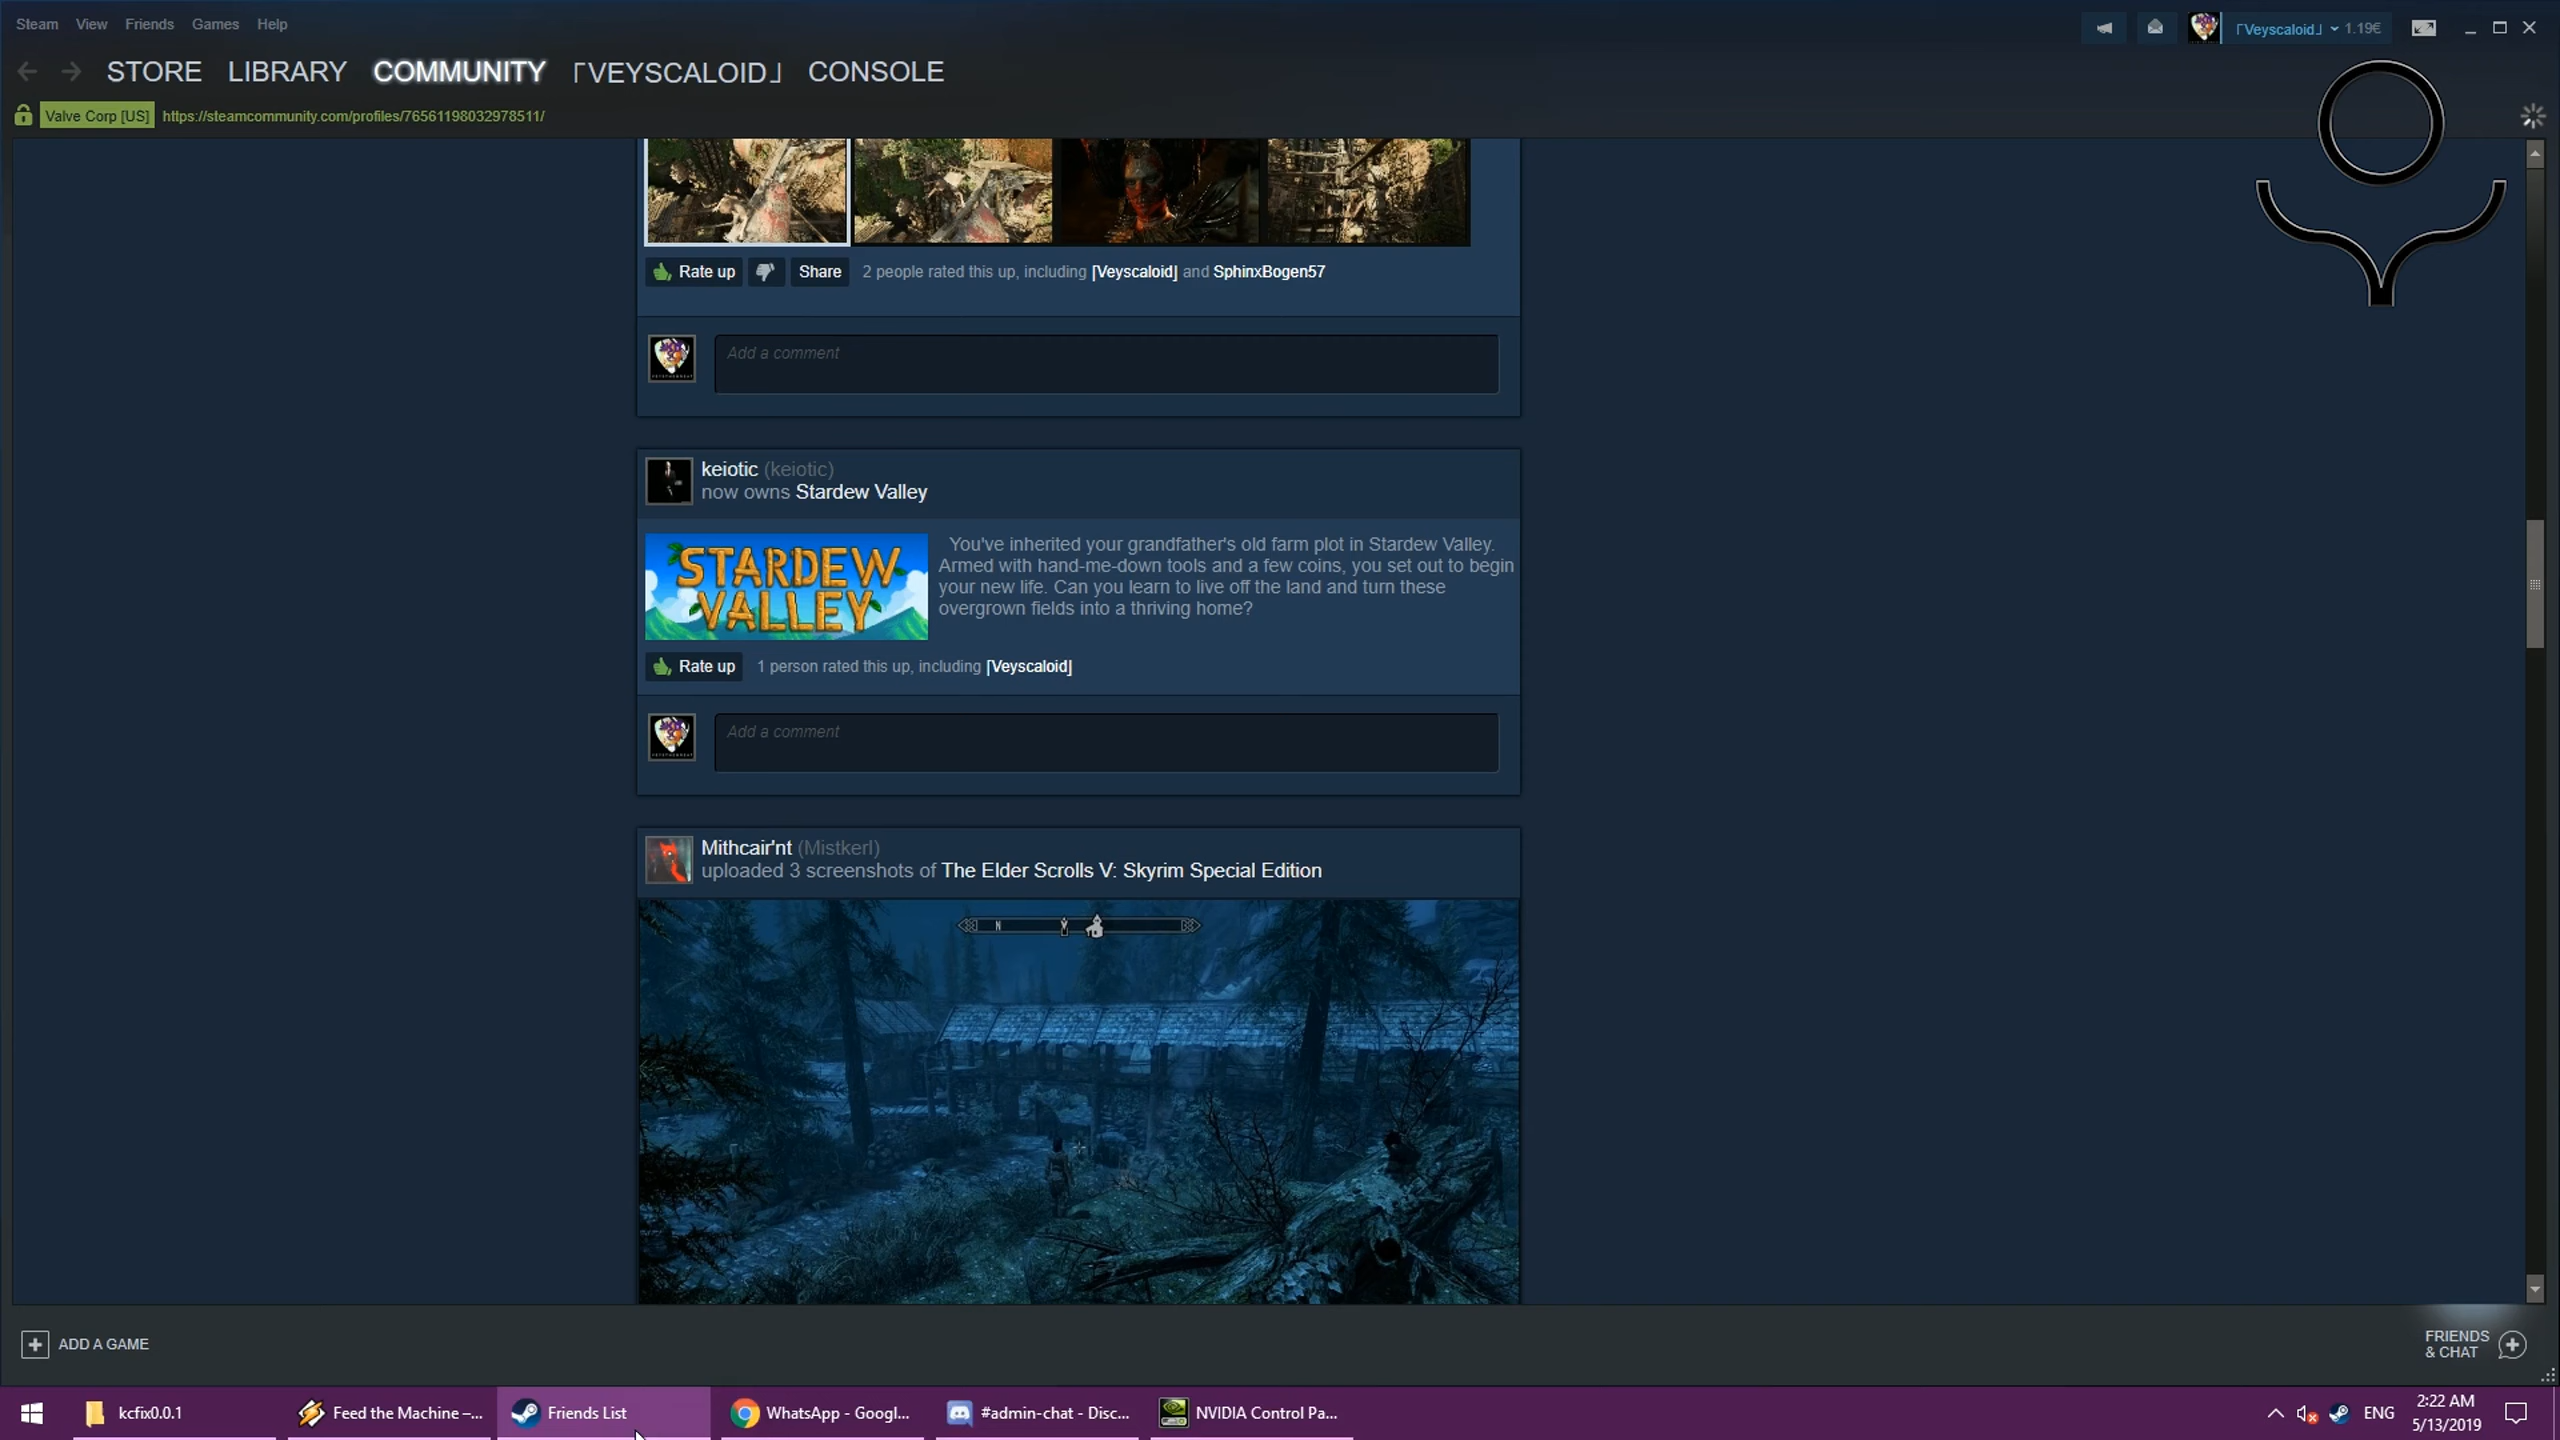 Steam View Friends Games Help
「Veyscaloid」 1.19€
STORE LIBRARY COMMUNITY 「VEYSCALOID」 CONSOLE
Valve Corp [US] https://steamcommunity.com/profiles/76561198032978511/
Rate up Share 2 people rated this up, including ⌈Veyscaloid⌋ and SphinxBogen57
Add a comment
keiotic (keiotic)
now owns Stardew Valley
STARDEW
VALLEY
You've inherited your grandfather's old farm plot in Stardew Valley.
Armed with hand-me-down tools and a few coins, you set out to begin
your new life. Can you learn to live off the land and turn these
overgrown fields into a thriving home?
Rate up 1 person rated this up, including ⌈Veyscaloid⌋
Add a comment
Mithcair'nt (Mistkerl)
uploaded 3 screenshots of The Elder Scrolls V: Skyrim Special Edition
N
ADD A GAME
FRIENDS
& CHAT
kcfix0.0.1 Feed the Machine –... Friends List WhatsApp - Googl... #admin-chat - Disc... NVIDIA Control Pa... ENG
2:22 AM
5/13/2019